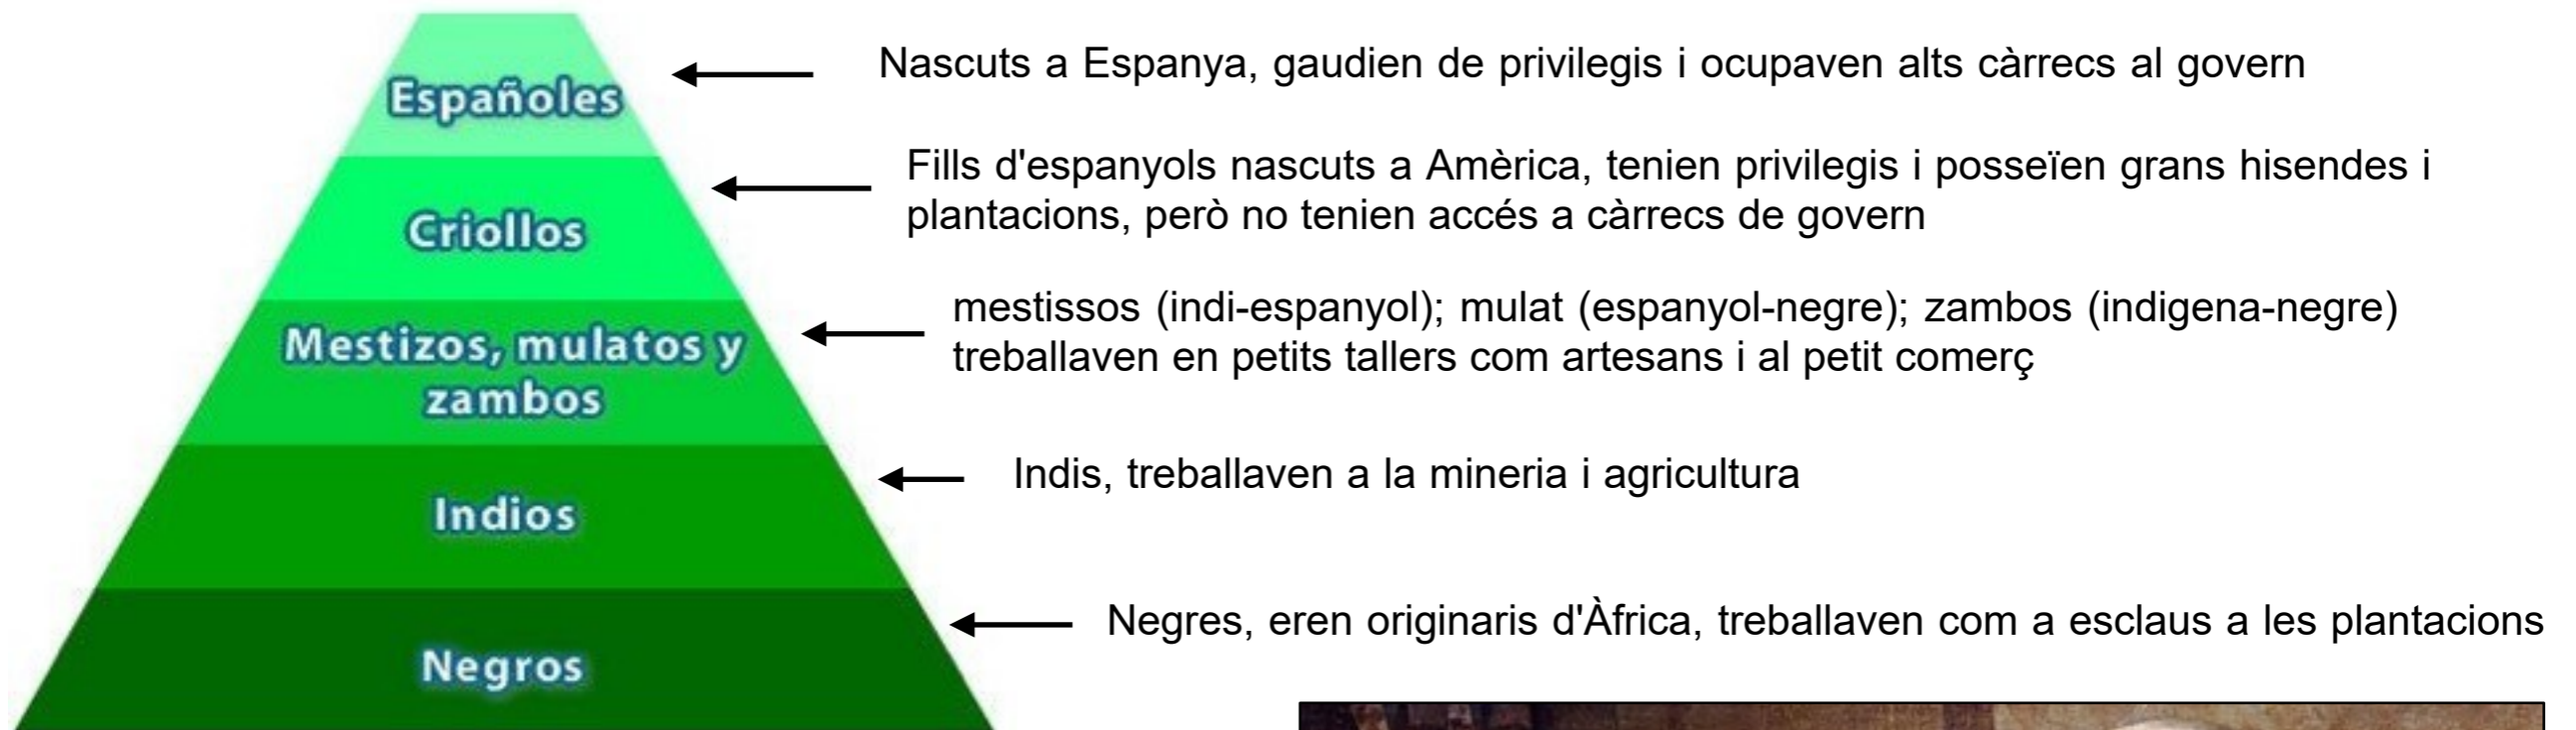 Españoles
Nascuts a Espanya, gaudien de privilegis i ocupaven alts càrrecs al govern
Criollos
Fills d'espanyols nascuts a Amèrica, tenien privilegis i posseïen grans hisendes i
plantacions, però no tenien accés a càrrecs de govern
Mestizos, mulatos y
zambos
mestissos (indi-espanyol); mulat (espanyol-negre); zambos (indigena-negre)
treballaven en petits tallers com artesans i al petit comerç
Indios
Indis, treballaven a la mineria i agricultura
Negros
Negres, eren originaris d'Àfrica, treballaven com a esclaus a les plantacions